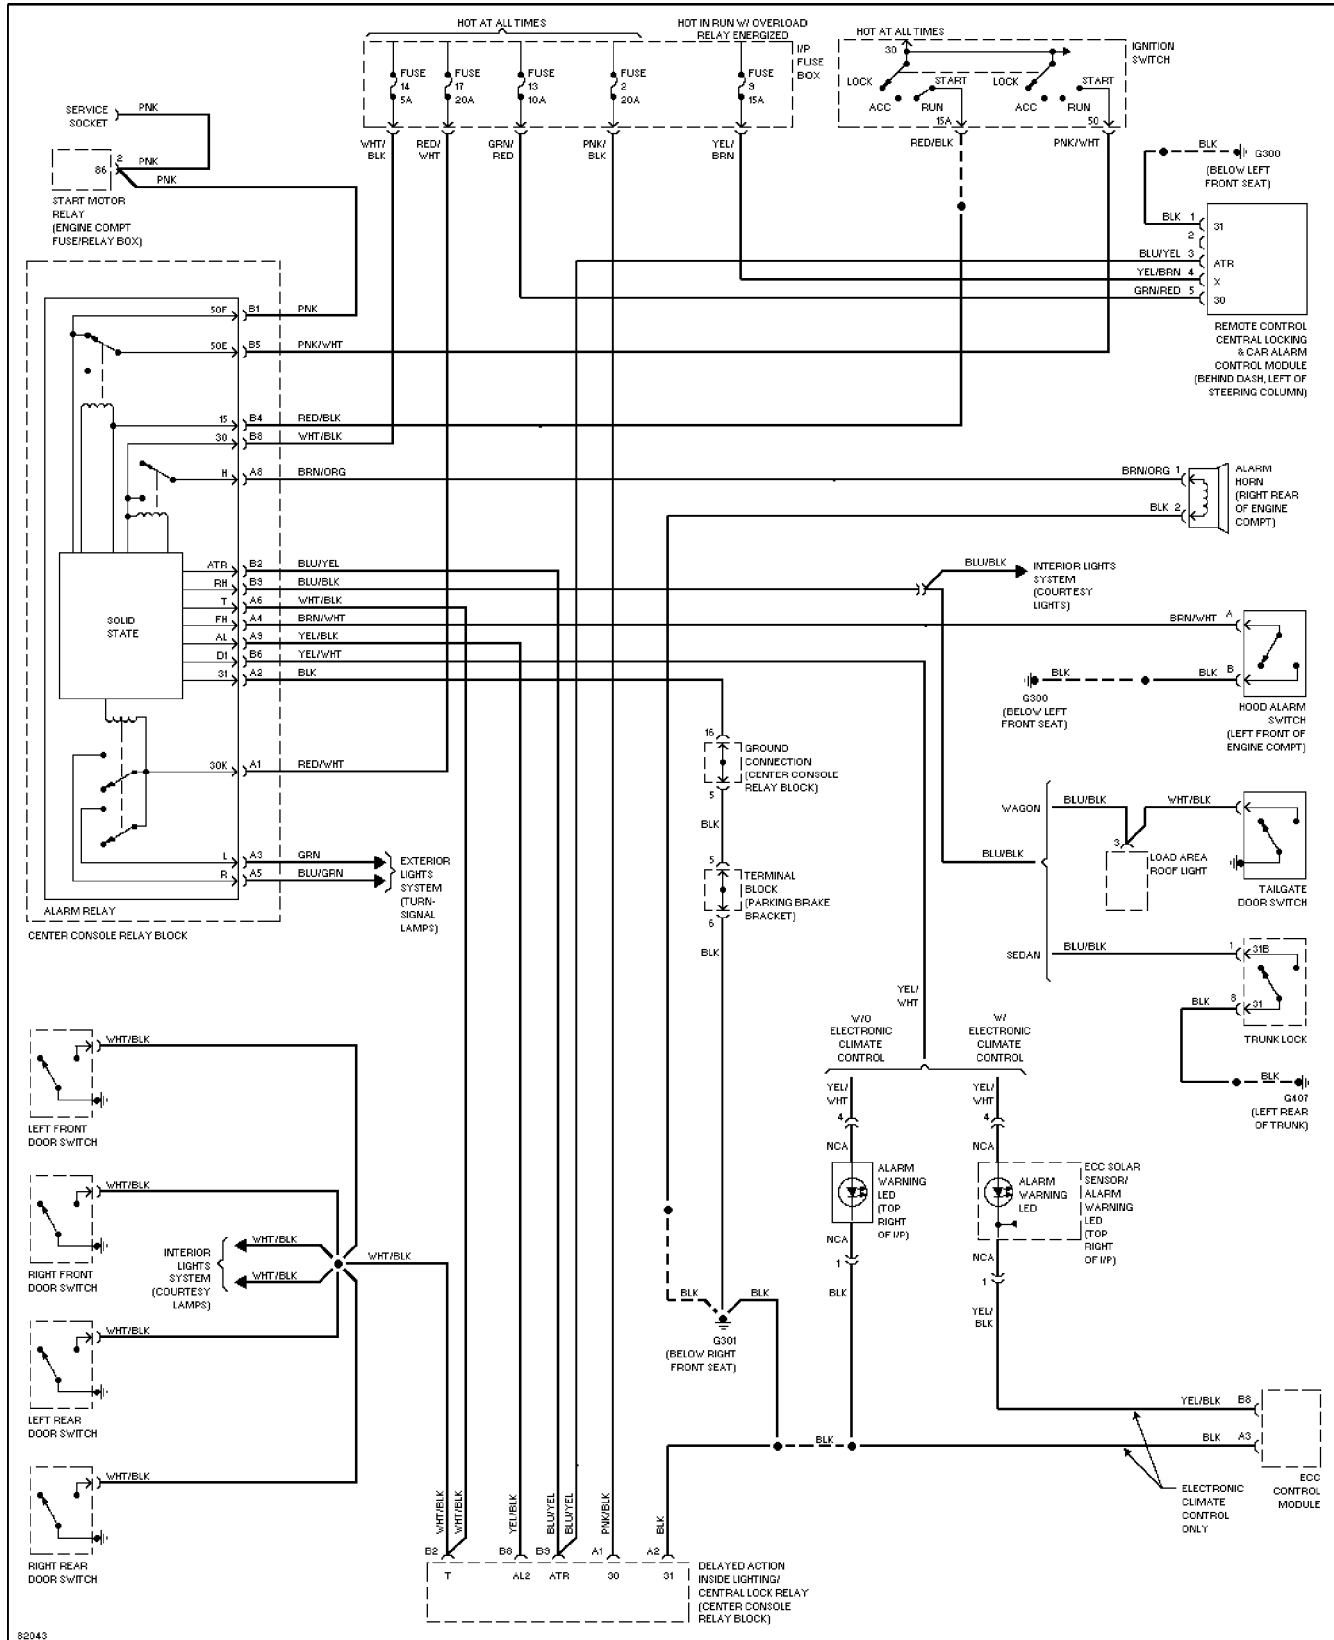 HOT AT ALL TIMES
HOT IN RUN W/ OVERLOAD
RELAY ENERGIZED
HOT AT ALL TIMES
I/P
FUSE
BOX
IGNITION
SWITCH
FUSE
14
5A
FUSE
17
20A
FUSE
13
10A
FUSE
2
20A
FUSE
9
15A
30
LOCK
START
ACC
RUN
15A
LOCK
START
ACC
RUN
50
WHT/
BLK
RED/
WHT
GRN/
RED
PNK/
BLK
YEL/
BRN
RED/BLK
PNK/WHT
SERVICE
SOCKET
PNK
86
2
PNK
PNK
START MOTOR
RELAY
(ENGINE COMPT
FUSE/RELAY BOX)
BLK
G300
(BELOW LEFT
FRONT SEAT)
BLK 1
31
2
BLU/YEL 3
ATR
YEL/BRN 4
X
GRN/RED 5
30
REMOTE CONTROL
CENTRAL LOCKING
& CAR ALARM
CONTROL MODULE
(BEHIND DASH, LEFT OF
STEERING COLUMN)
50F B1 PNK
50E B5 PNK/WHT
15 B4 RED/BLK
30 B8 WHT/BLK
H A8 BRN/ORG
BRN/ORG 1
BLK 2
ALARM
HORN
(RIGHT REAR
OF ENGINE
COMPT)
SOLID
STATE
ATR B2 BLU/YEL
RH B9 BLU/BLK
T A6 WHT/BLK
FH A4 BRN/WHT
AL A9 YEL/BLK
D1 B6 YEL/WHT
31 A2 BLK
30K A1 RED/WHT
L A3 GRN
R A5 BLU/GRN
EXTERIOR
LIGHTS
SYSTEM
(TURN-
SIGNAL
LAMPS)
ALARM RELAY
CENTER CONSOLE RELAY BLOCK
BLU/BLK
INTERIOR LIGHTS
SYSTEM
(COURTESY
LIGHTS)
BRN/WHT A
BLK
BLK B
G300
(BELOW LEFT
FRONT SEAT)
HOOD ALARM
SWITCH
(LEFT FRONT OF
ENGINE COMPT)
16
GROUND
CONNECTION
(CENTER CONSOLE
RELAY BLOCK)
5
BLK
5
TERMINAL
BLOCK
(PARKING BRAKE
BRACKET)
6
BLK
WAGON
BLU/BLK
WHT/BLK
3
LOAD AREA
ROOF LIGHT
TAILGATE
DOOR SWITCH
BLU/BLK
SEDAN
BLU/BLK
1
31B
BLK
8
31
TRUNK LOCK
BLK
G407
(LEFT REAR
OF TRUNK)
YEL/
WHT
W/O
ELECTRONIC
CLIMATE
CONTROL
W/
ELECTRONIC
CLIMATE
CONTROL
YEL/
WHT
4
NCA
ALARM
WARNING
LED
(TOP
RIGHT
OF I/P)
NCA
1
BLK
YEL/
WHT
4
NCA
ALARM
WARNING
LED
ECC SOLAR
SENSOR/
ALARM
WARNING
LED
(TOP
RIGHT
OF I/P)
NCA
1
YEL/
BLK
WHT/BLK
LEFT FRONT
DOOR SWITCH
WHT/BLK
RIGHT FRONT
DOOR SWITCH
INTERIOR
LIGHTS
SYSTEM
(COURTESY
LAMPS)
WHT/BLK
WHT/BLK
WHT/BLK
WHT/BLK
LEFT REAR
DOOR SWITCH
WHT/BLK
RIGHT REAR
DOOR SWITCH
BLK
BLK
G301
(BELOW RIGHT
FRONT SEAT)
BLK
YEL/BLK B8
BLK A3
ECC
CONTROL
MODULE
ELECTRONIC
CLIMATE
CONTROL
ONLY
WHT/BLK
WHT/BLK
YEL/BLK
BLU/YEL
BLU/YEL
PNK/BLK
BLK
B2
B8
B9
A1
A2
T
AL2
ATR
30
31
DELAYED ACTION
INSIDE LIGHTING/
CENTRAL LOCK RELAY
(CENTER CONSOLE
RELAY BLOCK)
82043